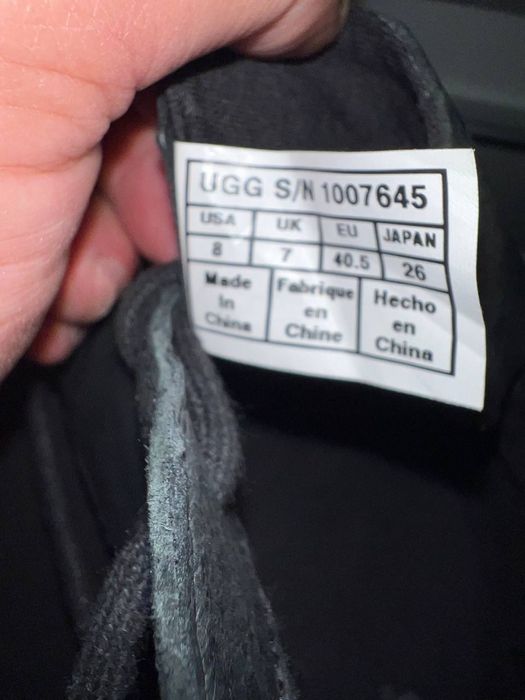 UGG S/N 1007645
USA UK EU JAPAN
8 7 40.5 26
Made Fabrique Hecho
in en en
China Chine China